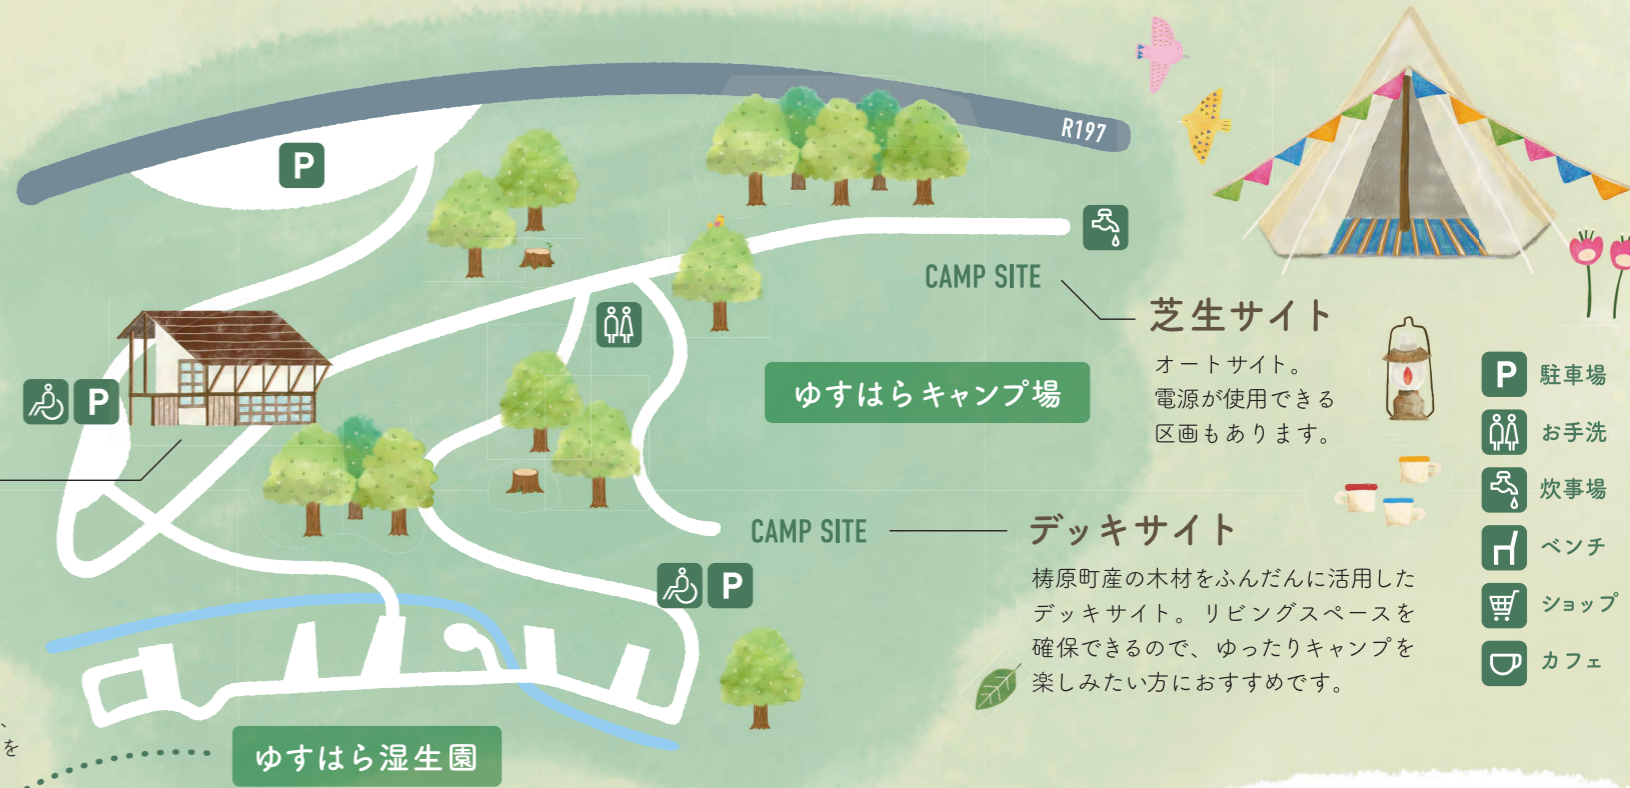 R197
P
CAMP SITE
芝生サイト
オートサイト。
電源が使用できる
区画もあります。
ゆすはらキャンプ場
P
CAMP SITE
デッキサイト
梼原町産の木材をふんだんに活用した
デッキサイト。リビングスペースを
確保できるので、ゆったりキャンプを
楽しみたい方におすすめです。
P
P 駐車場
お手洗
炊事場
ベンチ
ショップ
カフェ
、
を
ゆすはら湿生園